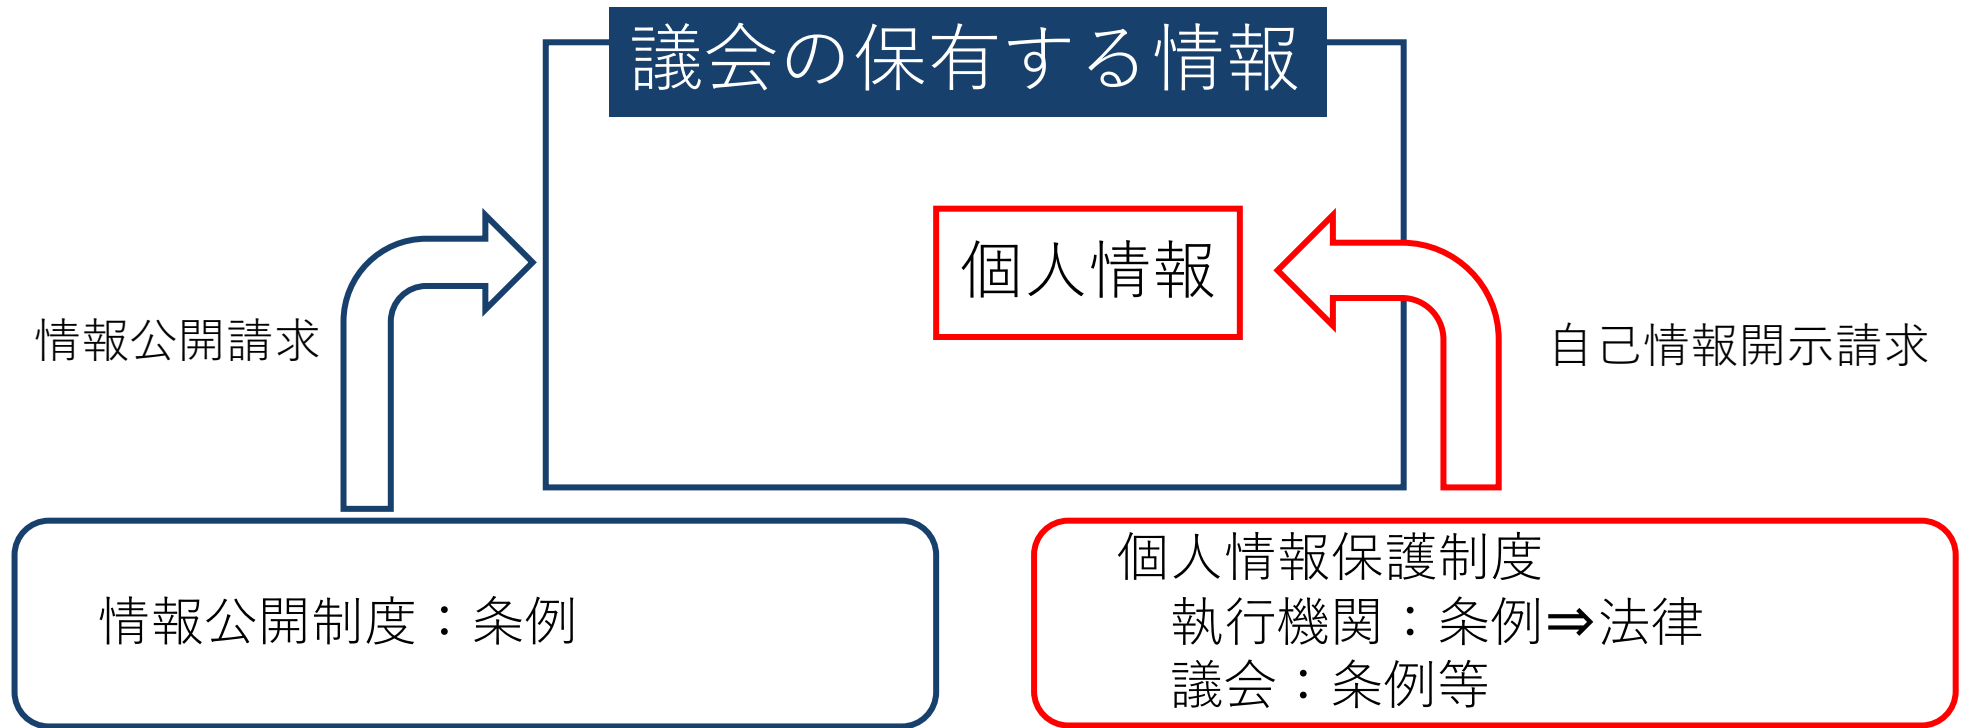 議会の保有する情報
個人情報
情報公開請求
自己情報開示請求
情報公開制度：条例
個人情報保護制度
執行機関：条例⇒法律
議会：条例等